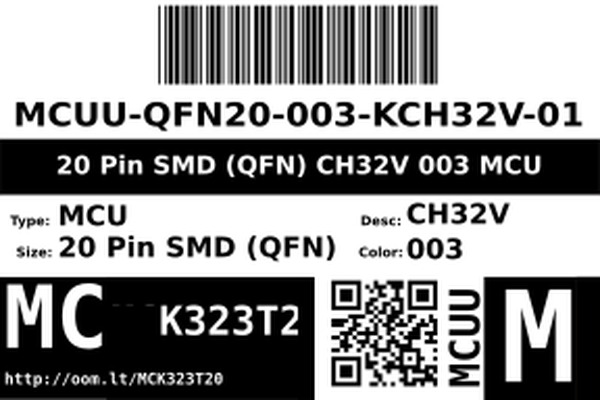 MCUU-QFN20-003-KCH32V-01
20 Pin SMD (QFN) CH32V 003 MCU
Type: MCU
Desc: CH32V
Size: 20 Pin SMD (QFN)
Color: 003
MC K323T2
MCUU
M
http://oom.lt/MCK323T20